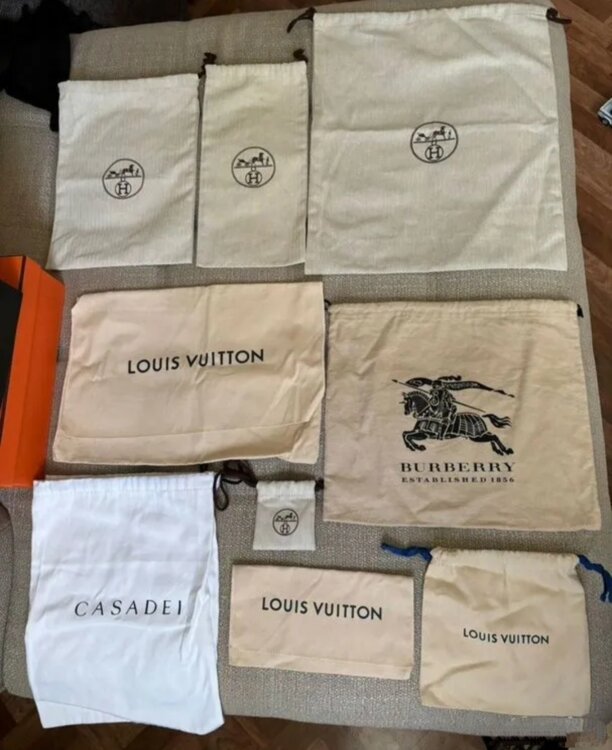 H
H
H
LOUIS VUITTON
BURBERRY
ESTABLISHED 1856
CASADEI
LOUIS VUITTON
LOUIS VUITTON